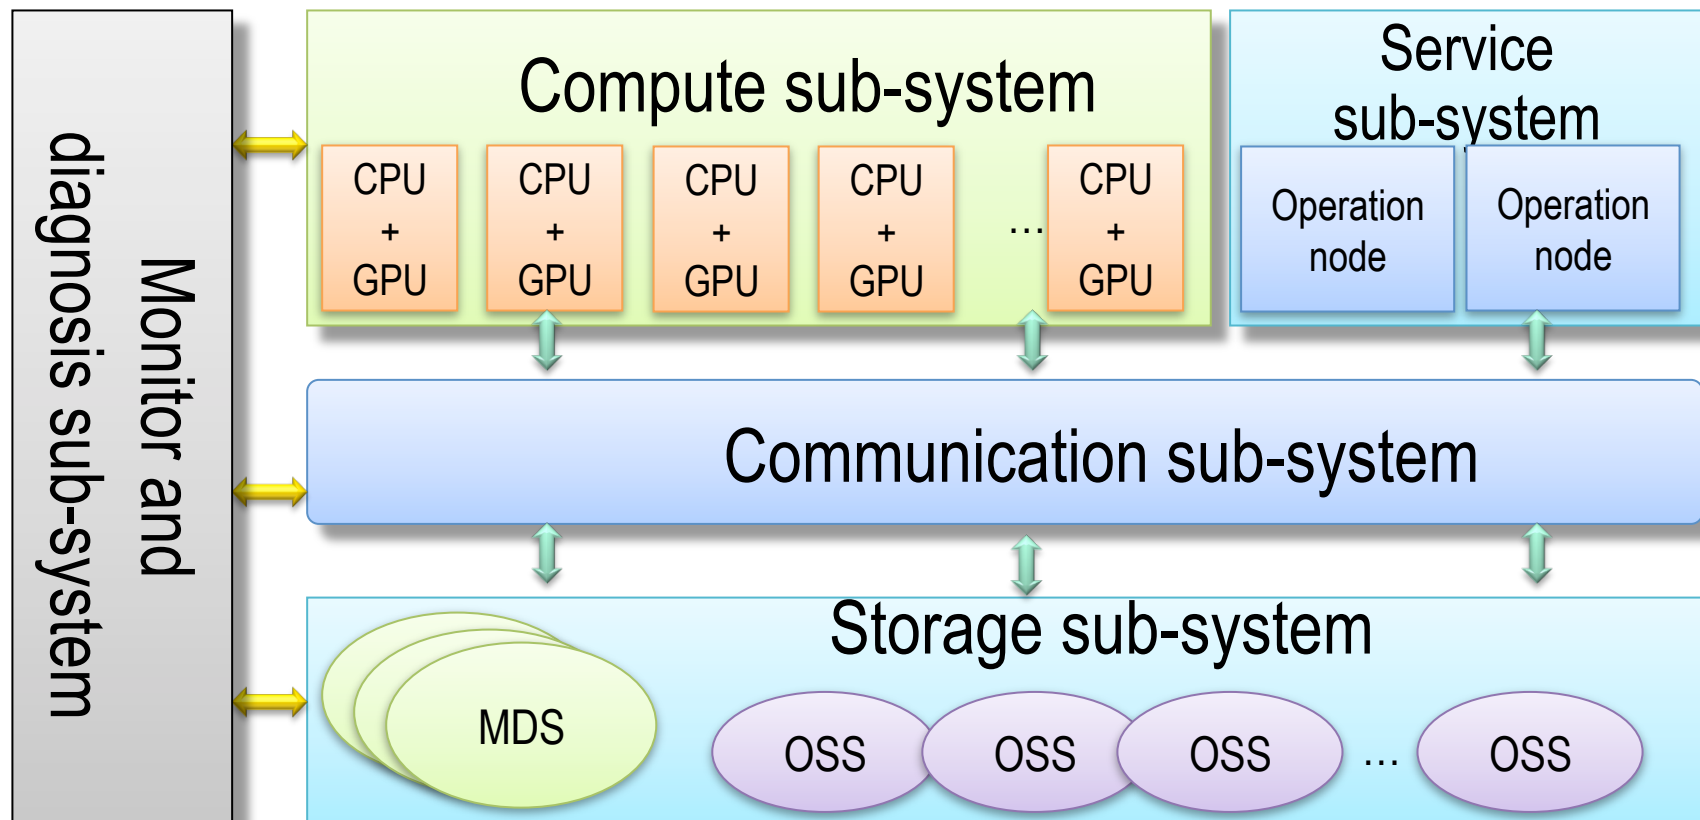 Monitor and
diagnosis sub-system
Compute sub-system
CPU
+
GPU
CPU
+
GPU
CPU
+
GPU
CPU
+
GPU
...
CPU
+
GPU
Service
sub-system
Operation
node
Operation
node
Communication sub-system
Storage sub-system
MDS
OSS
OSS
OSS
...
OSS